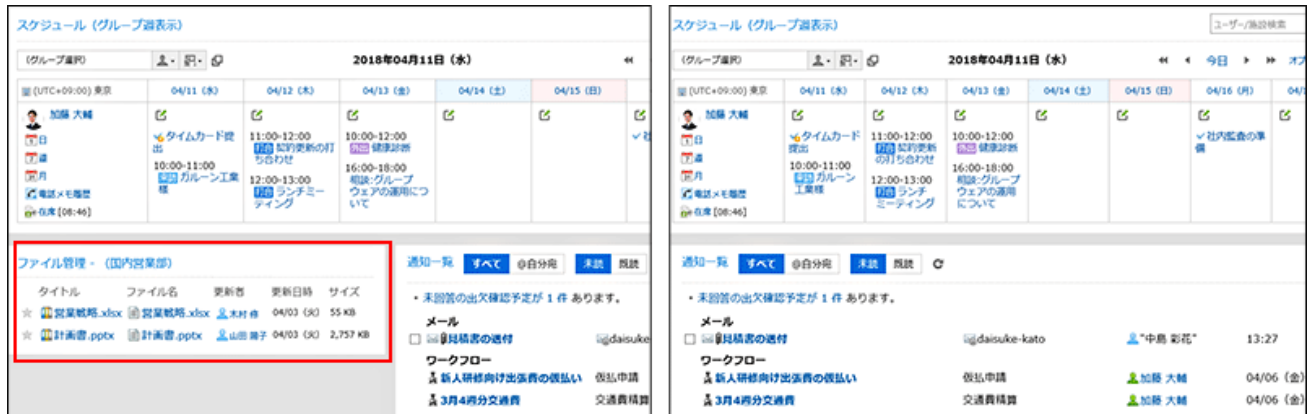 スケジュール（グループ週表示）
(グループ選択)
2018年04月11日（水）
(UTC+09:00) 東京
04/11（水）
04/12（木）
04/13（金）
04/14（土）
04/15（日）
加藤 大輔
日
週
月
電話メモ履歴
在席 [08:46]
タイムカード提
出
10:00-11:00
来訪 ガルーン工業
様
11:00-12:00
打合 契約更新の打
ち合わせ
12:00-13:00
打合 ランチミー
ティング
10:00-12:00
外出 健康診断
16:00-18:00
相談:グループ
ウェアの運用につ
いて
ファイル管理 - （国内営業部）
タイトル ファイル名 更新者 更新日時 サイズ
営業戦略.xlsx 営業戦略.xlsx 木村 修 04/03（火） 55 KB
計画書.pptx 計画書.pptx 山田 陽子 04/03（火） 2,757 KB
通知一覧 すべて @自分宛 未読 既読
・未回答の出欠確認予定が 1 件 あります。
メール
見積書の送付 daisuke
ワークフロー
新人研修向け出張費の仮払い 仮払申請
3月4週分交通費 交通費精算
スケジュール（グループ週表示）
ユーザー/施設検索
(グループ選択)
2018年04月11日（水）
今日
オプ
(UTC+09:00) 東京
04/11（水）
04/12（木）
04/13（金）
04/14（土）
04/15（日）
04/16（月）
加藤 大輔
日
週
月
電話メモ履歴
在席 [08:46]
タイムカード
提出
10:00-11:00
来訪 ガルーン
工業様
11:00-12:00
打合 契約更新
の打ち合わせ
12:00-13:00
打合 ランチ
ミーティング
10:00-12:00
外出 健康診断
16:00-18:00
相談:グループ
ウェアの運用
について
社内監査の準
備
通知一覧 すべて @自分宛 未読 既読
・未回答の出欠確認予定が 1 件 あります。
メール
見積書の送付 daisuke-kato "中島 彩花" 13:27
ワークフロー
新人研修向け出張費の仮払い 仮払申請 加藤 大輔 04/06（金）
3月4週分交通費 交通費精算 加藤 大輔 04/06（金）